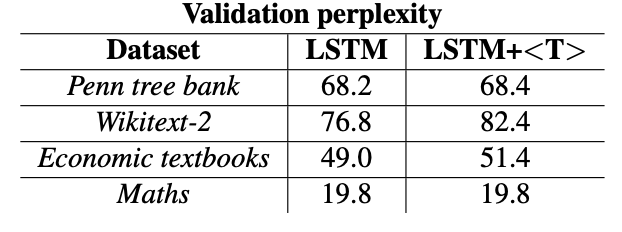 Validation perplexity
Dataset LSTM LSTM+<T>
Penn tree bank 68.2 68.4
Wikitext-2 76.8 82.4
Economic textbooks 49.0 51.4
Maths 19.8 19.8